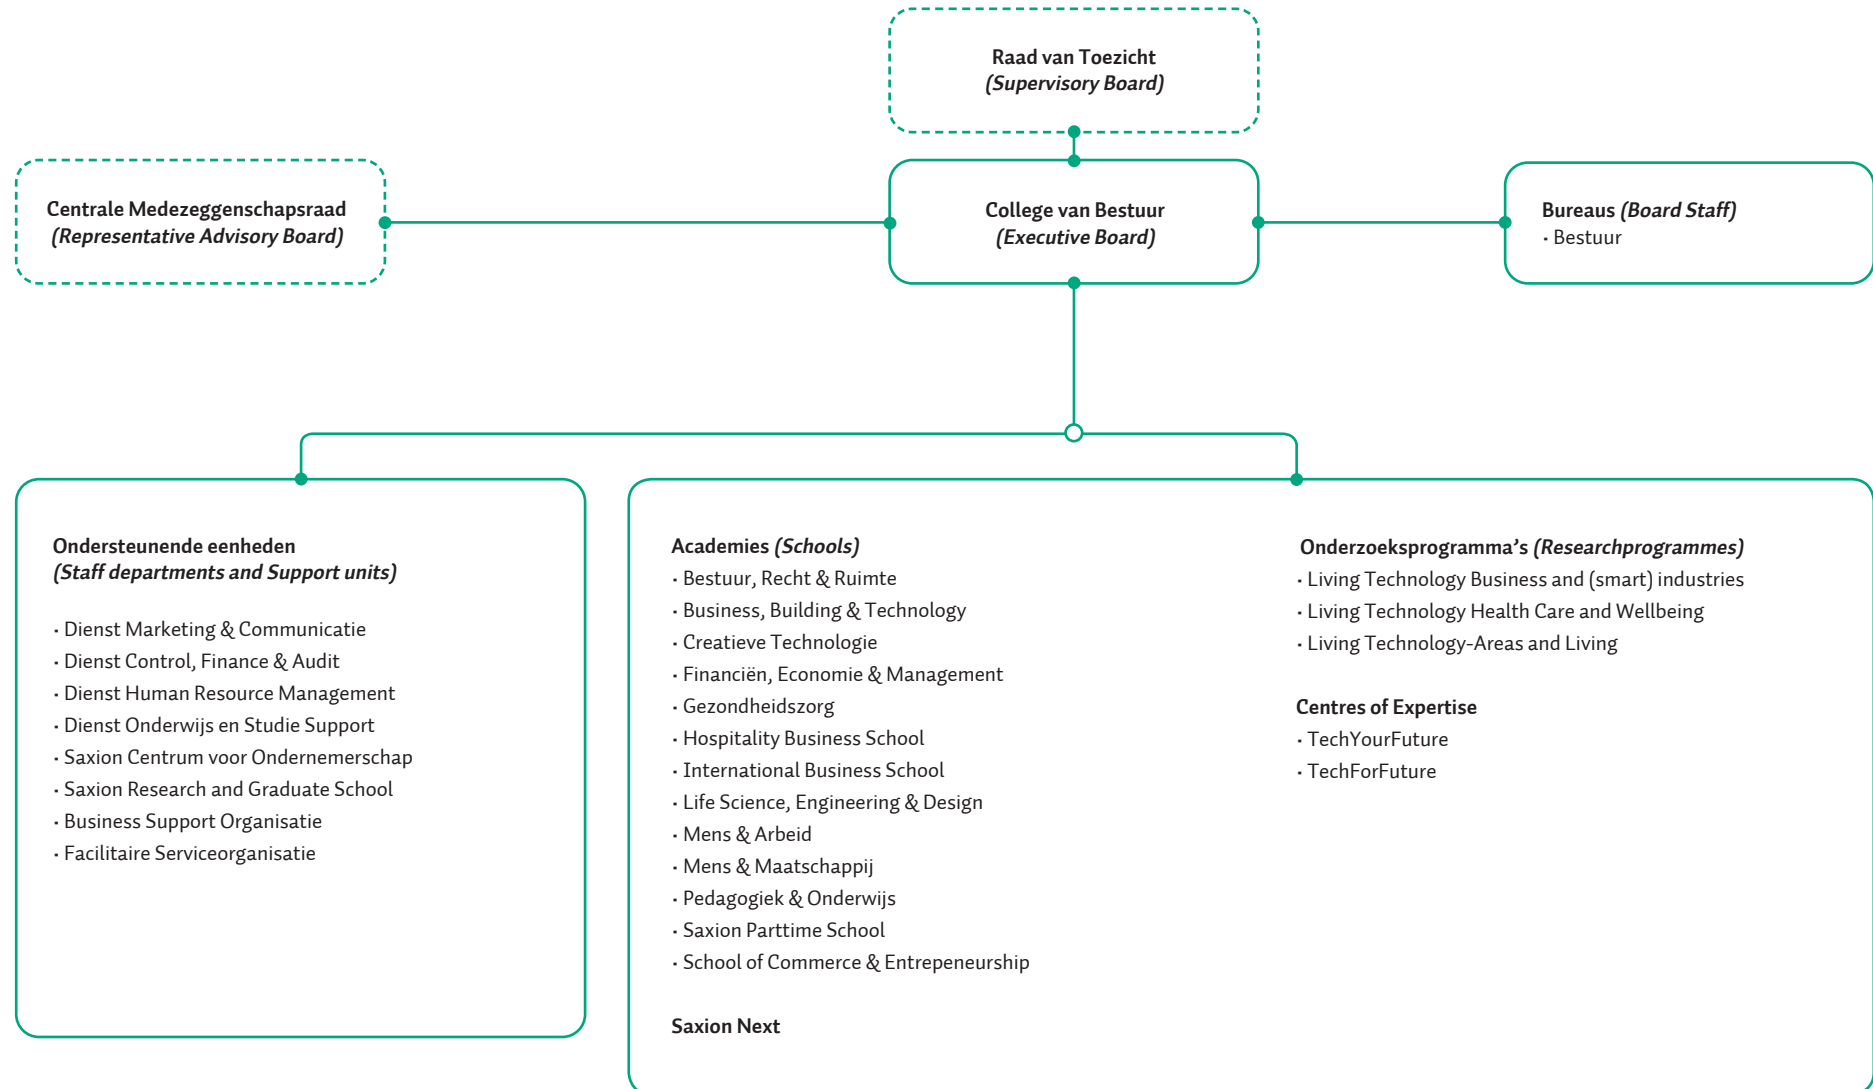 Raad van Toezicht
(Supervisory Board)
Centrale Medezeggenschapsraad
(Representative Advisory Board)
College van Bestuur
(Executive Board)
Bureaus (Board Staff)
· Bestuur
Ondersteunende eenheden
(Staff departments and Support units)
· Dienst Marketing & Communicatie
· Dienst Control, Finance & Audit
· Dienst Human Resource Management
· Dienst Onderwijs en Studie Support
· Saxion Centrum voor Ondernemerschap
· Saxion Research and Graduate School
· Business Support Organisatie
· Facilitaire Serviceorganisatie
Academies (Schools)
· Bestuur, Recht & Ruimte
· Business, Building & Technology
· Creatieve Technologie
· Financiën, Economie & Management
· Gezondheidszorg
· Hospitality Business School
· International Business School
· Life Science, Engineering & Design
· Mens & Arbeid
· Mens & Maatschappij
· Pedagogiek & Onderwijs
· Saxion Parttime School
· School of Commerce & Entrepeneurship
Saxion Next
Onderzoeksprogramma's (Researchprogrammes)
· Living Technology Business and (smart) industries
· Living Technology Health Care and Wellbeing
· Living Technology-Areas and Living
Centres of Expertise
· TechYourFuture
· TechForFuture